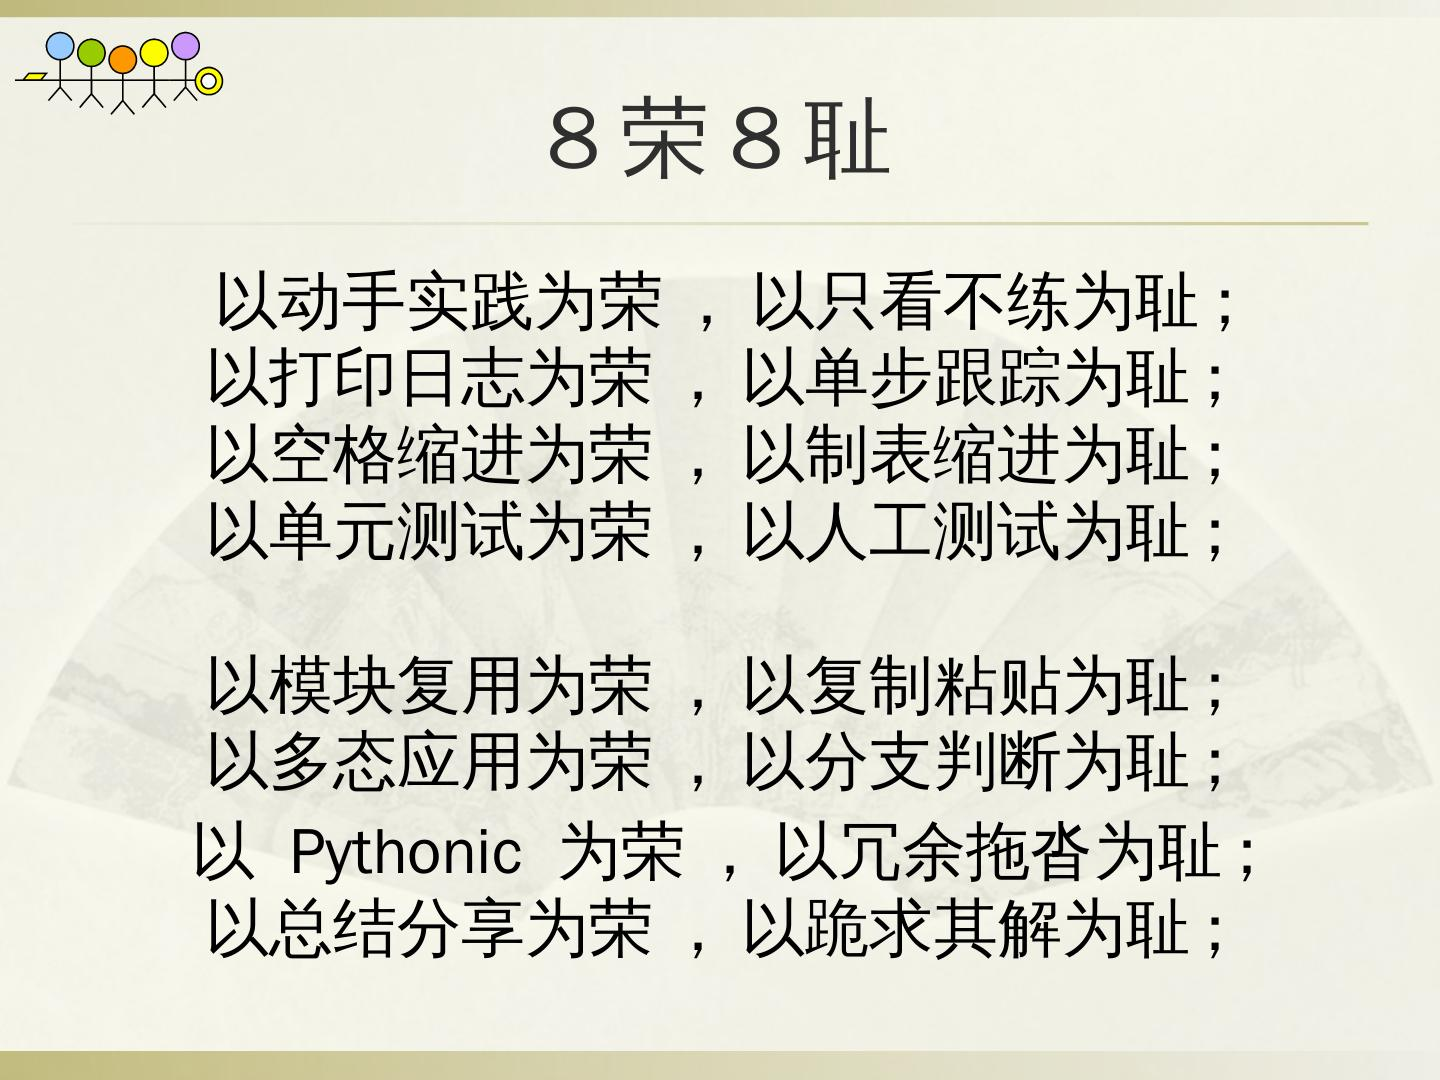 8荣8耻
以动手实践为荣 ，以只看不练为耻；
以打印日志为荣 ，以单步跟踪为耻；
以空格缩进为荣 ，以制表缩进为耻；
以单元测试为荣 ，以人工测试为耻；
以模块复用为荣 ，以复制粘贴为耻；
以多态应用为荣 ，以分支判断为耻；
以 Pythonic 为荣 ，以冗余拖沓为耻；
以总结分享为荣 ，以跪求其解为耻；